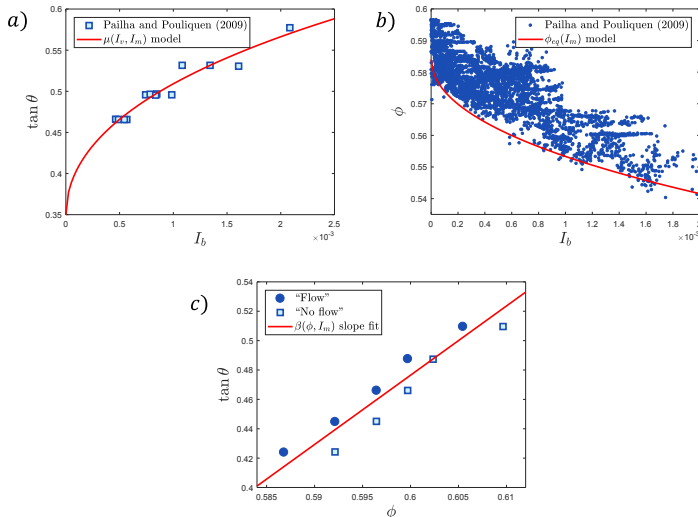 a)
Pailha and Pouliquen (2009)
μ(I_v, I_m) model
0.6
0.55
0.5
0.45
0.4
0.35
tan θ
0
0.5
1
1.5
2
2.5
×10⁻³
I_b
b)
Pailha and Pouliquen (2009)
ϕ_eq(I_m) model
0.6
0.59
0.58
0.57
0.56
0.55
0.54
ϕ
0
0.2
0.4
0.6
0.8
1.0
1.2
1.4
1.6
1.8
×10⁻³
I_b
c)
"Flow"
"No flow"
β(ϕ, I_m) slope fit
0.54
0.52
0.5
0.48
0.46
0.44
0.42
0.4
tan θ
0.585
0.59
0.595
0.6
0.605
0.61
ϕ